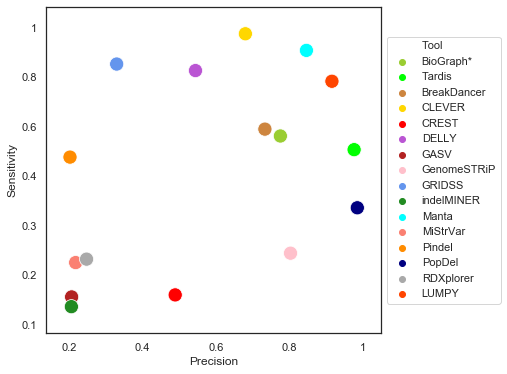 1
0.8
0.6
0.4
0.3
0.2
0.1
Sensitivity
0.2
0.4
0.6
0.8
1
Precision
Tool
BioGraph*
Tardis
BreakDancer
CLEVER
CREST
DELLY
GASV
GenomeSTRiP
GRIDSS
indelMINER
Manta
MiStrVar
Pindel
PopDel
RDXplorer
LUMPY